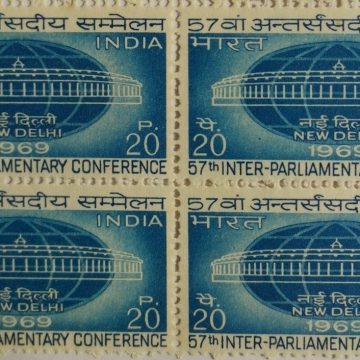 संसदीय सम्मेलन
INDIA
नई दिल्ली
NEW DELHI
1969
P.
20
AMENTARY CONFERENCE
57वां अन्तर्संसदी
भारत
नई दिल्ली
NEW DELHI
1969
पै.
20
57th INTER-PARLIAMENTA
संसदीय सम्मेलन
INDIA
नई दिल्ली
NEW DELHI
1969
P.
20
AMENTARY CONFERENCE
57वां अन्तर्संसदी
भारत
नई दिल्ली
NEW DELHI
1969
पै.
20
57th INTER-PARLIAMENTA